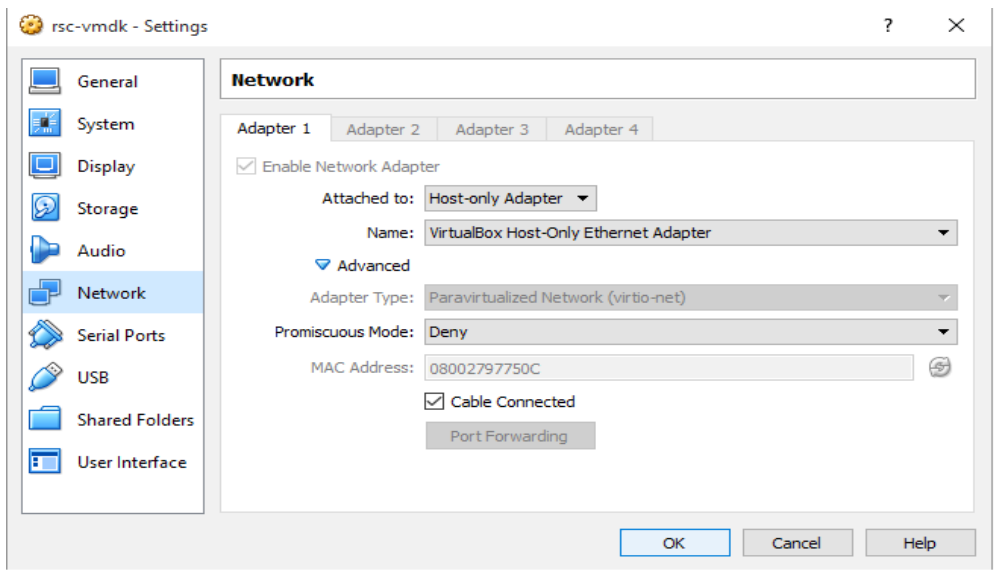 rsc-vmdk - Settings
?
General
System
Display
Storage
Audio
Network
Serial Ports
USB
Shared Folders
User Interface
Network
Adapter 1 Adapter 2 Adapter 3 Adapter 4
Enable Network Adapter
Attached to: Host-only Adapter
Name: VirtualBox Host-Only Ethernet Adapter
Advanced
Adapter Type: Paravirtualized Network (virtio-net)
Promiscuous Mode: Deny
MAC Address: 08002797750C
Cable Connected
Port Forwarding
OK Cancel Help